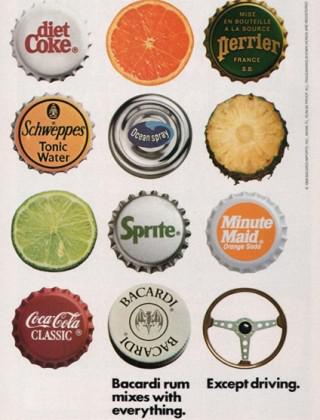 diet
Coke®
MISE
EN BOUTEILLE
A LA SOURCE
Perrier
FRANCE
Schweppes
Tonic
Water
Ocean spray
Sprite®
Minute
Maid®
Orange Soda
Coca-Cola
CLASSIC®
BACARDI®
BACARDI®
Bacardi rum
mixes with
everything.
Except driving.